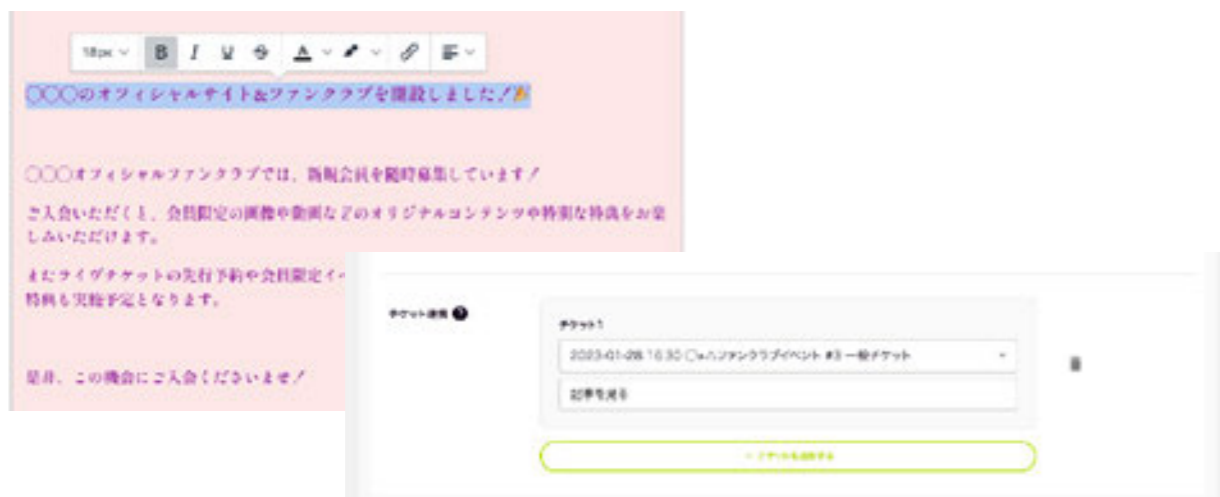 18px B I U S A
〇〇〇のオフィシャルサイト&ファンクラブを開設しました！🎉
〇〇〇オフィシャルファンクラブでは、新規会員を随時募集しています！
ご入会いただくと、会員限定の画像や動画などのオリジナルコンテンツや特別な特典をお楽
しみいただけます。
またライヴチケットの先行予約や会員限定イベ
特典も実施予定となります。
是非、この機会にご入会くださいませ！
チケット連携 ?
チケット1
2023-01-28 16:30 ファンクラブイベント #3 一般チケット
記事を見る